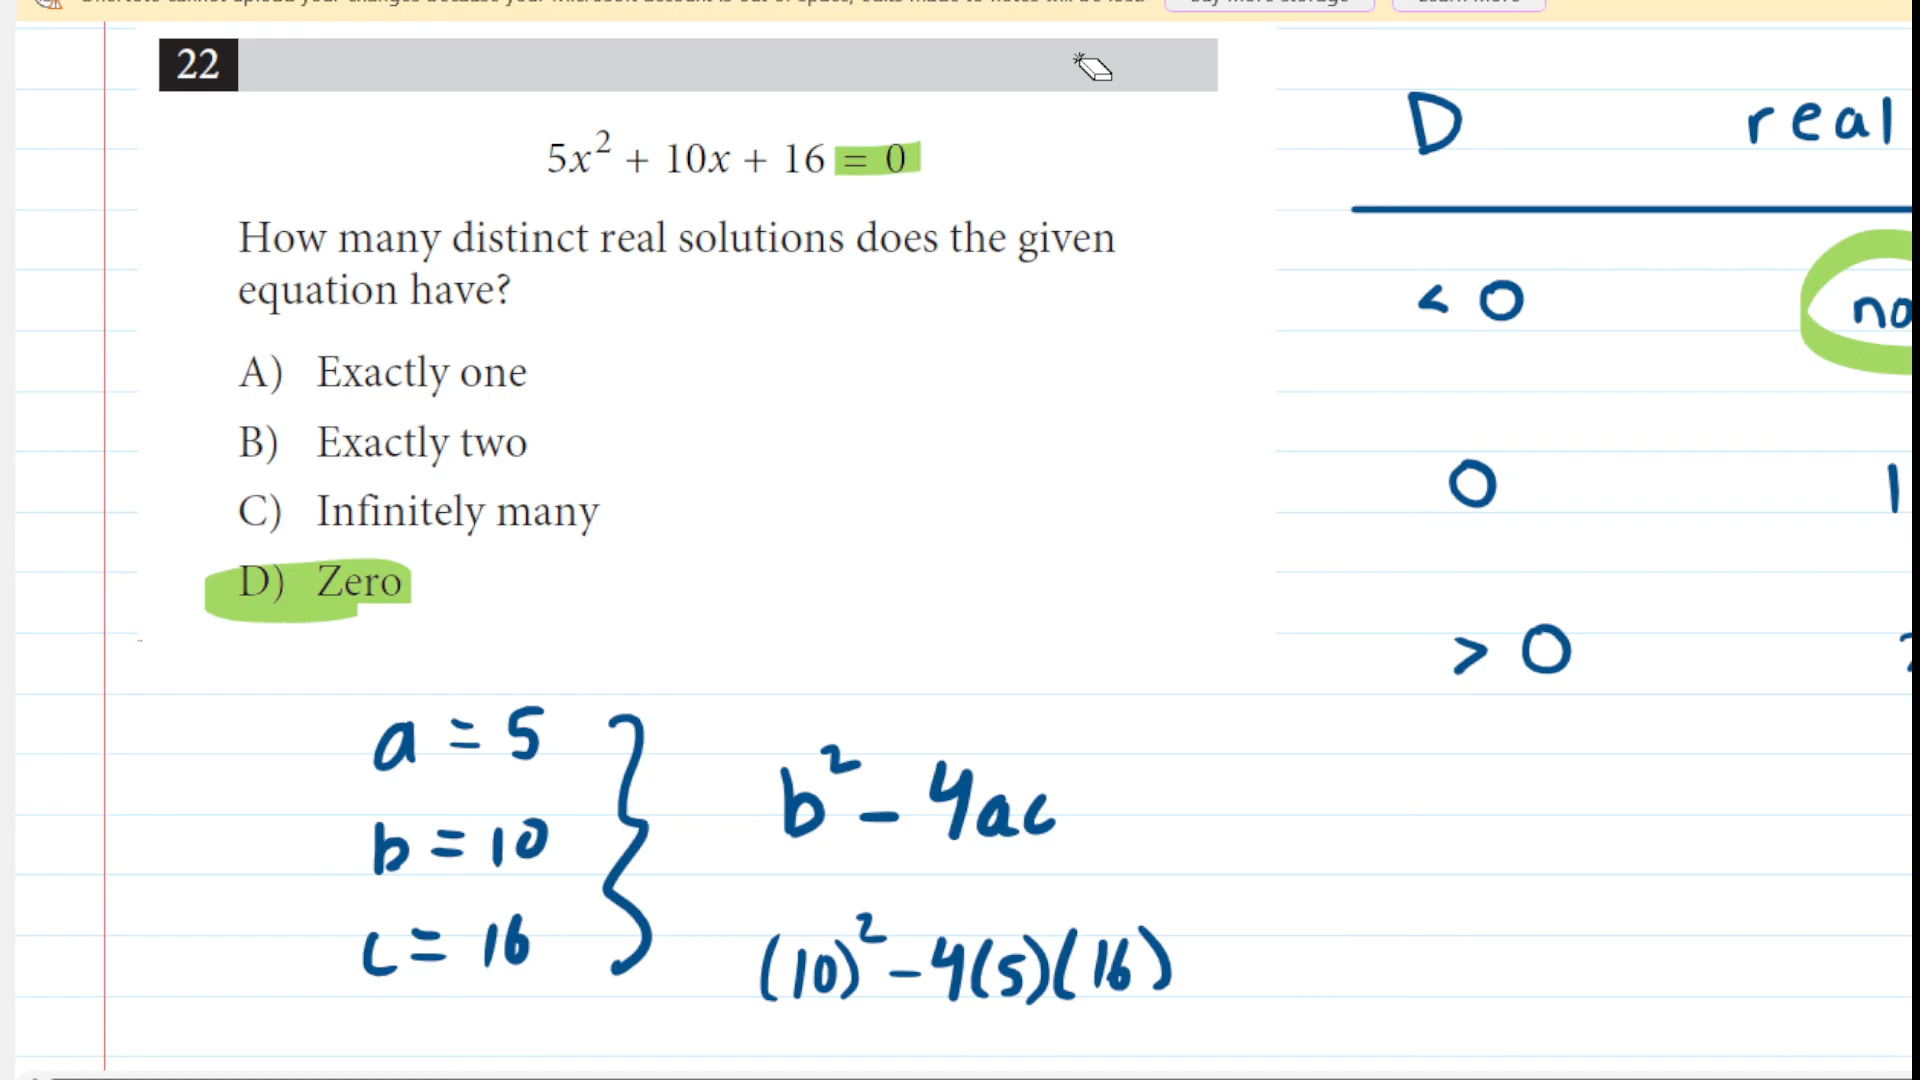 22
5x² + 10x + 16 = 0
How many distinct real solutions does the given
equation have?
A) Exactly one
B) Exactly two
C) Infinitely many
D) Zero
a = 5
b = 10
c = 16
b² - 4ac
(10)² - 4(5)(16)
D real
< 0 no
0 1
> 0